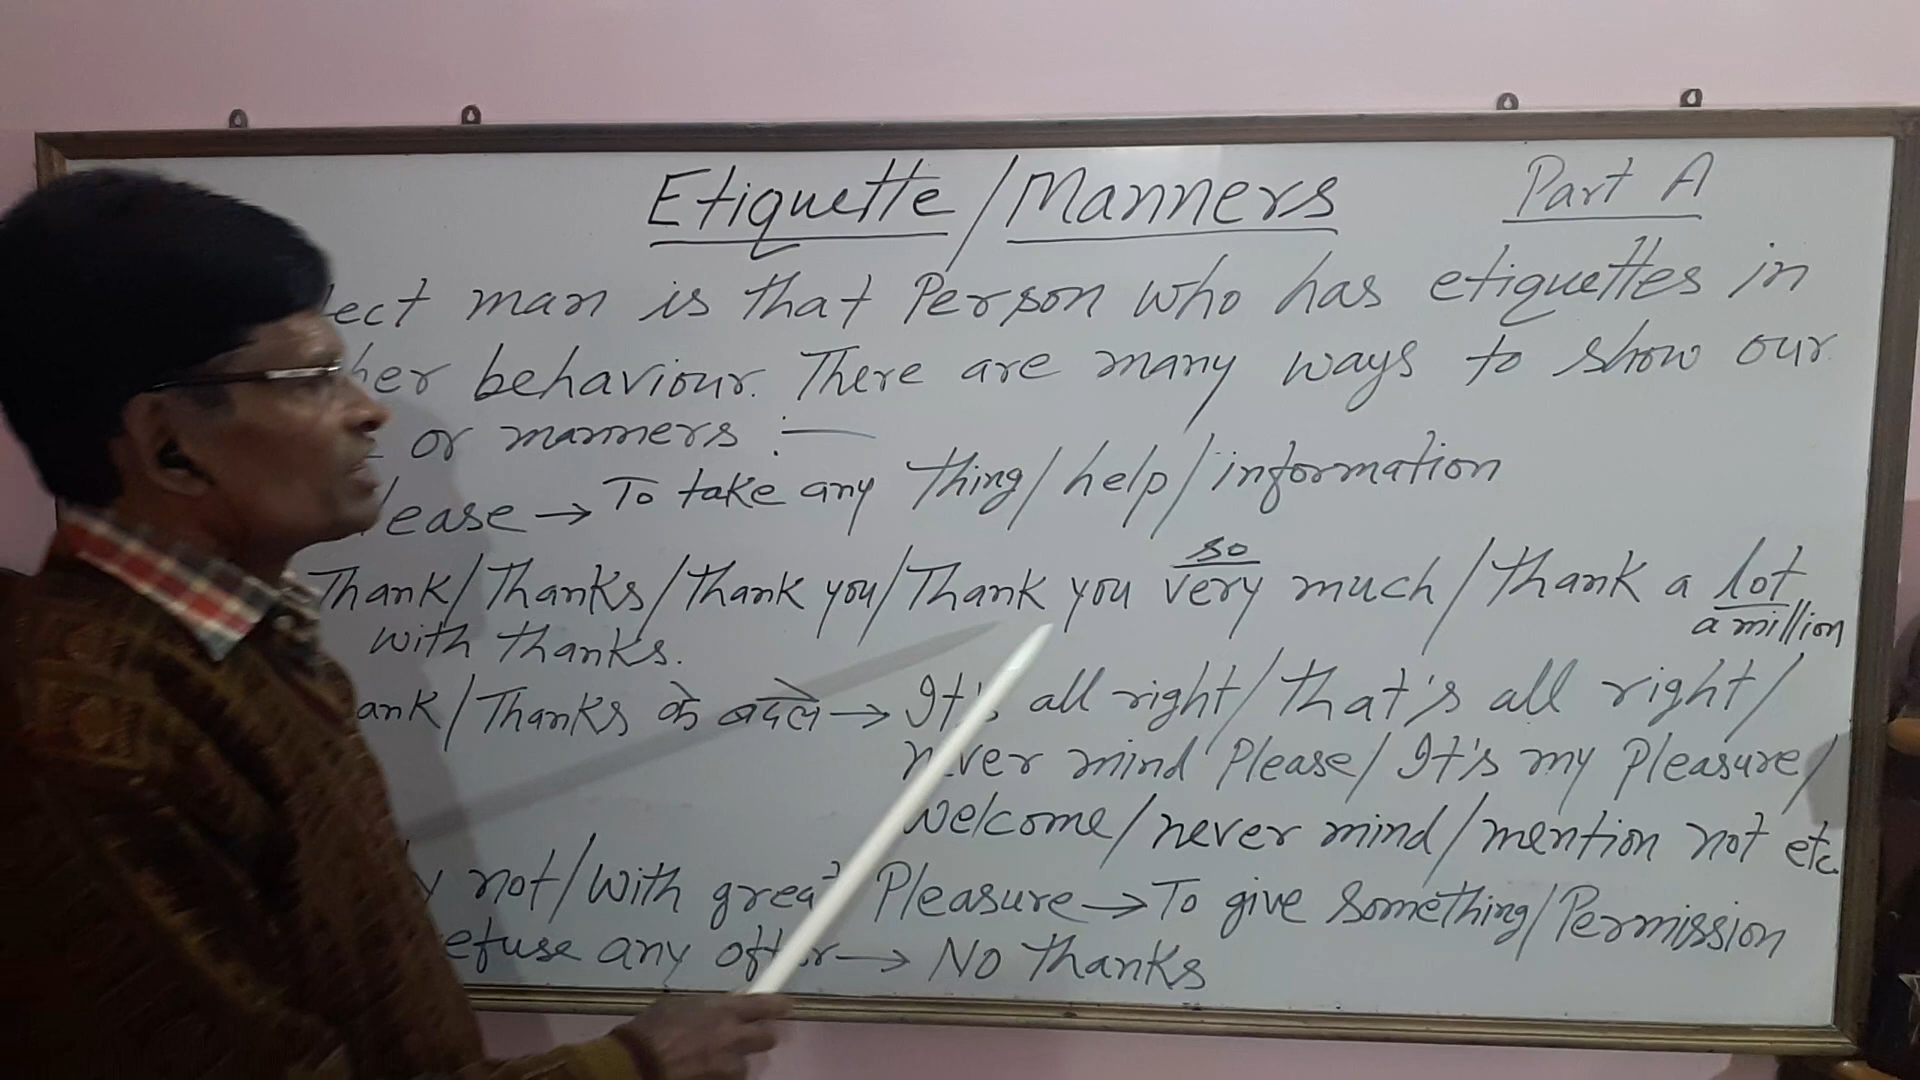 Etiquette/Manners Part A
ect man is that Person who has etiquettes in
her behaviour. There are many ways to show our
or manners :—
lease → To take any thing/help/information
Thank/Thanks/Thank you/Thank you so very much/Thank a lot
with thanks. a million
ank/Thanks के बदले → It's all right/that's all right/
never mind Please/It's my Pleasure/
welcome/never mind/mention not etc.
y not/with great Pleasure → To give something/Permission
efuse any offer → No Thanks